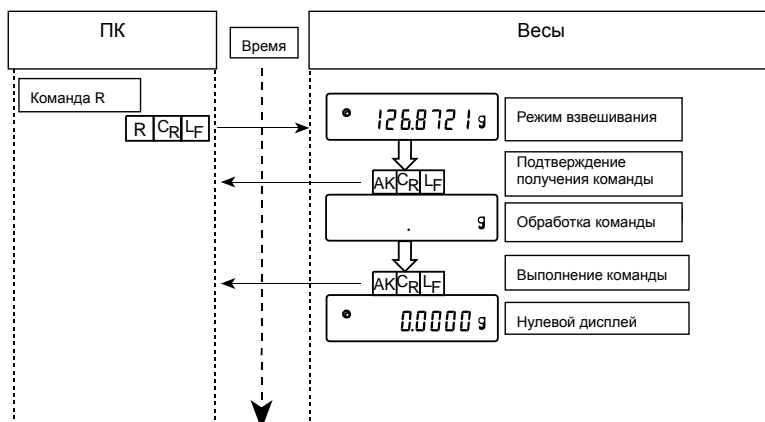 ПК
Время
Весы
Команда R
R CR LF
126.8721 g
Режим взвешивания
Подтверждение
получения команды
AK CR LF
. g
Обработка команды
Выполнение команды
AK CR LF
0.0000 g
Нулевой дисплей